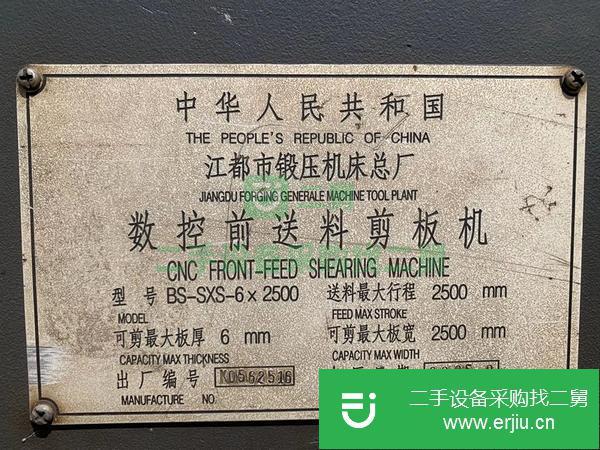 中华人民共和国
THE PEOPLE'S REPUBLIC OF CHINA
江都市锻压机床总厂
JIANGDU FORGING GENERALE MACHINE TOOL PLANT
数控前送料剪板机
CNC FRONT-FEED SHEARING MACHINE
型号 BS-SXS-6×2500 送料最大行程 2500 mm
MODEL FEED MAX STROKE
可剪最大板厚 6 mm 可剪最大板宽 2500 mm
CAPACITY MAX THICKNESS CAPACITY MAX WIDTH
出厂编号
MANUFACTURE NO.
二手设备采购找二舅
www.erjiu.cn